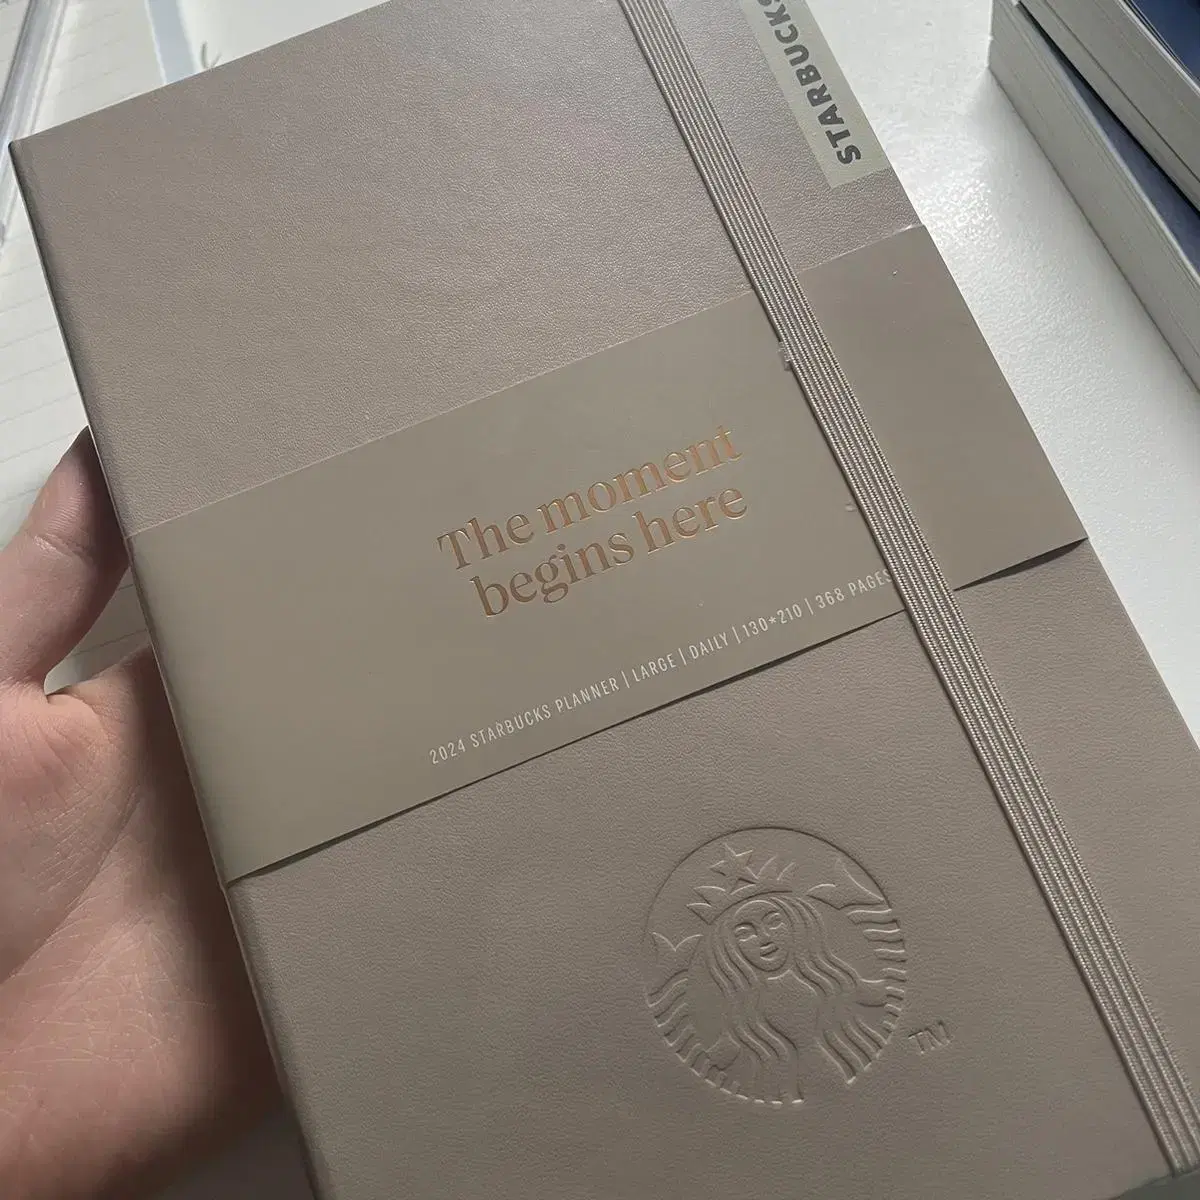 STARBUCKS
The moment
begins here
2024 STARBUCKS PLANNER | LARGE | DAILY | 130*210 | 368 PAGES
TM